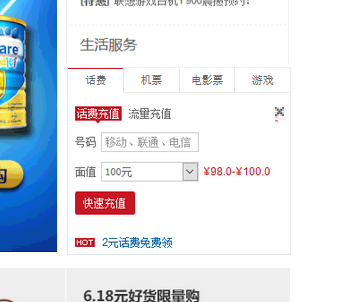 [特惠] 联想游戏台机Y900震撼预约!
生活服务
话费 机票 电影票 游戏
话费充值 流量充值
号码 移动、联通、电信
面值 100元 ¥98.0-¥100.0
快速充值
HOT 2元话费免费领
6.18元好货限量购